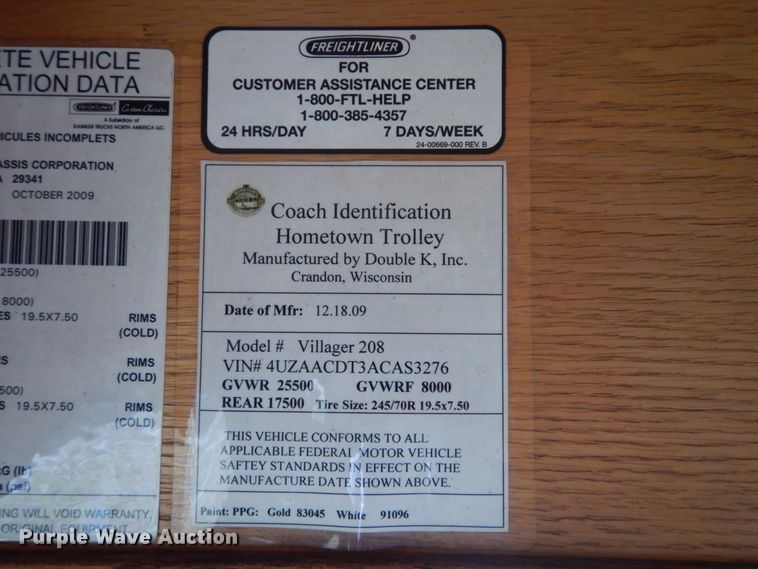 VEHICLE
ATION DATA
FREIGHTLINER Custom Chassis
A Subsidiary of
DAIMLER TRUCKS NORTH AMERICA LLC.
INCOMPLETS
CORPORATION
29341
OCTOBER 2009
25500)
8000)
19.5X7.50 RIMS
(COLD)
RIMS
(COLD)
500)
19.5X7.50 RIMS
(COLD)
ING WILL VOID WARRANTY.
ORIGINAL EQUIPMENT
FREIGHTLINER®
FOR
CUSTOMER ASSISTANCE CENTER
1-800-FTL-HELP
1-800-385-4357
24 HRS/DAY 7 DAYS/WEEK
24-00669-000 REV. B
Coach Identification
Hometown Trolley
Manufactured by Double K, Inc.
Crandon, Wisconsin
Date of Mfr: 12.18.09
Model # Villager 208
VIN# 4UZAACDT3ACAS3276
GVWR 25500 GVWRF 8000
REAR 17500 Tire Size: 245/70R 19.5x7.50
THIS VEHICLE CONFORMS TO ALL
APPLICABLE FEDERAL MOTOR VEHICLE
SAFTEY STANDARDS IN EFFECT ON THE
MANUFACTURE DATE SHOWN ABOVE.
Paint: PPG: Gold 83045 White 91096
Purple Wave Auction